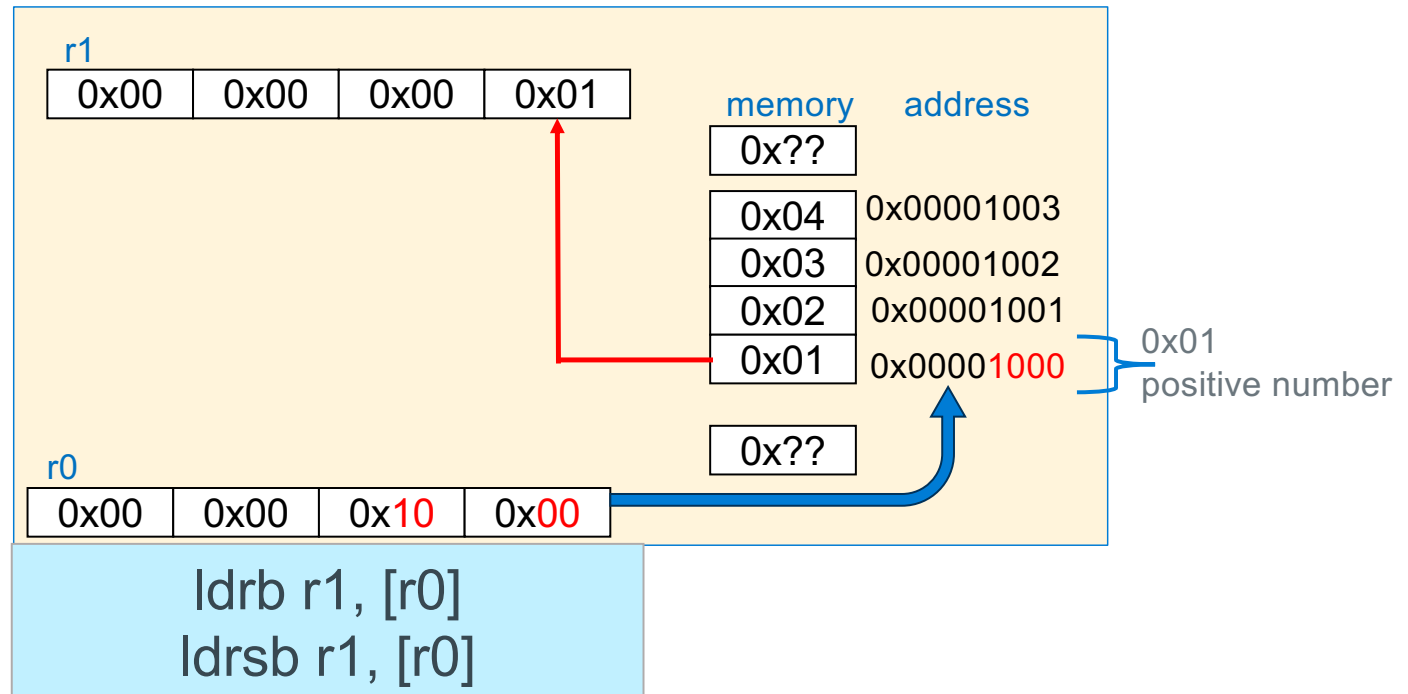 r1
0x00 0x00 0x00 0x01
memory address
0x??
0x04 0x00001003
0x03 0x00001002
0x02 0x00001001
0x01 0x00001000
0x01
positive number
0x??
r0
0x00 0x00 0x10 0x00
ldrb r1, [r0]
ldrsb r1, [r0]